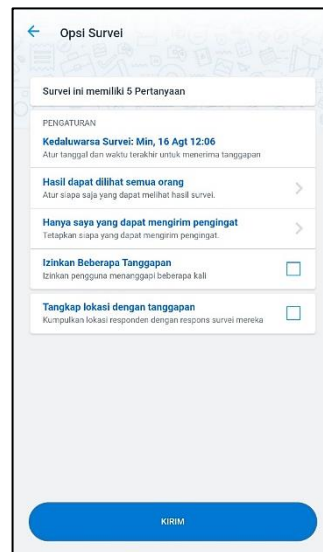 Opsi Survei
Survei ini memiliki 5 Pertanyaan
PENGATURAN
Kedaluwarsa Survei: Min, 16 Agt 12:06
Atur tanggal dan waktu terakhir untuk menerima tanggapan
Hasil dapat dilihat semua orang
Atur siapa saja yang dapat melihat hasil survei.
Hanya saya yang dapat mengirim pengingat
Tetapkan siapa yang dapat mengirim pengingat.
Izinkan Beberapa Tanggapan
Izinkan pengguna menanggapi beberapa kali
Tangkap lokasi dengan tanggapan
Kumpulkan lokasi responden dengan respons survei mereka
KIRIM